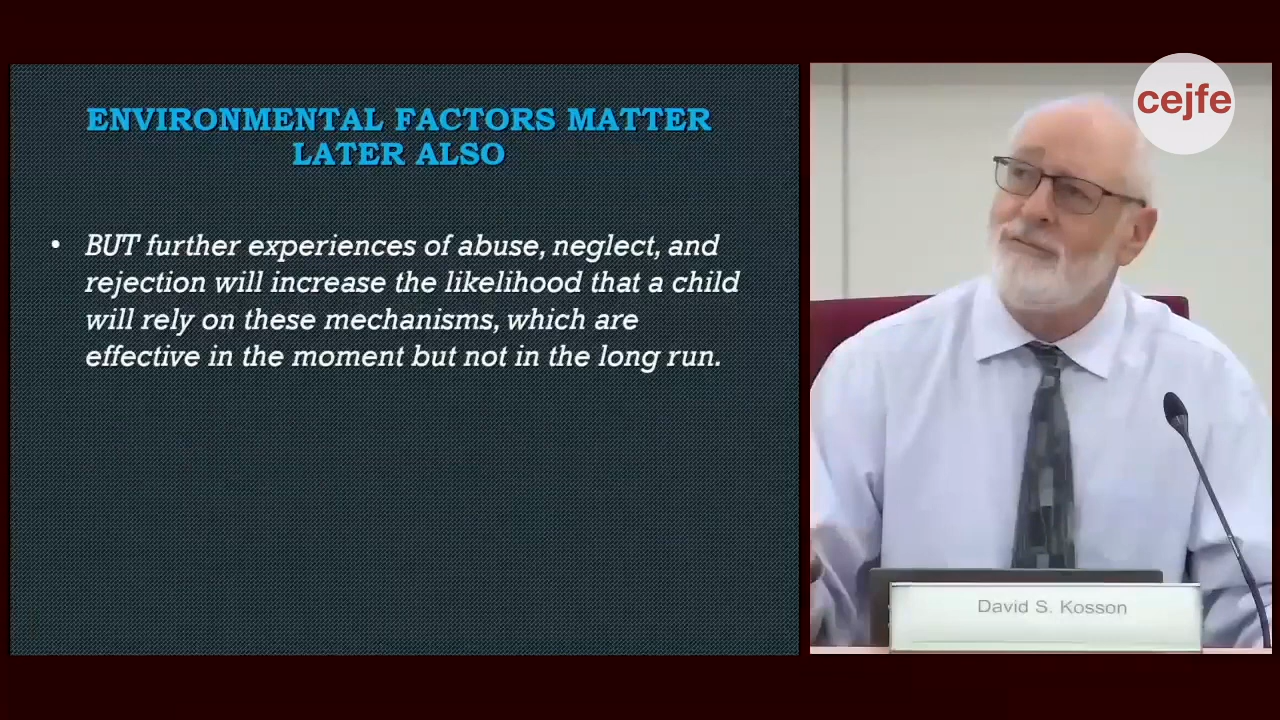 ENVIRONMENTAL FACTORS MATTER
LATER ALSO
• BUT further experiences of abuse, neglect, and
rejection will increase the likelihood that a child
will rely on these mechanisms, which are
effective in the moment but not in the long run.
cejfe
David S. Kosson